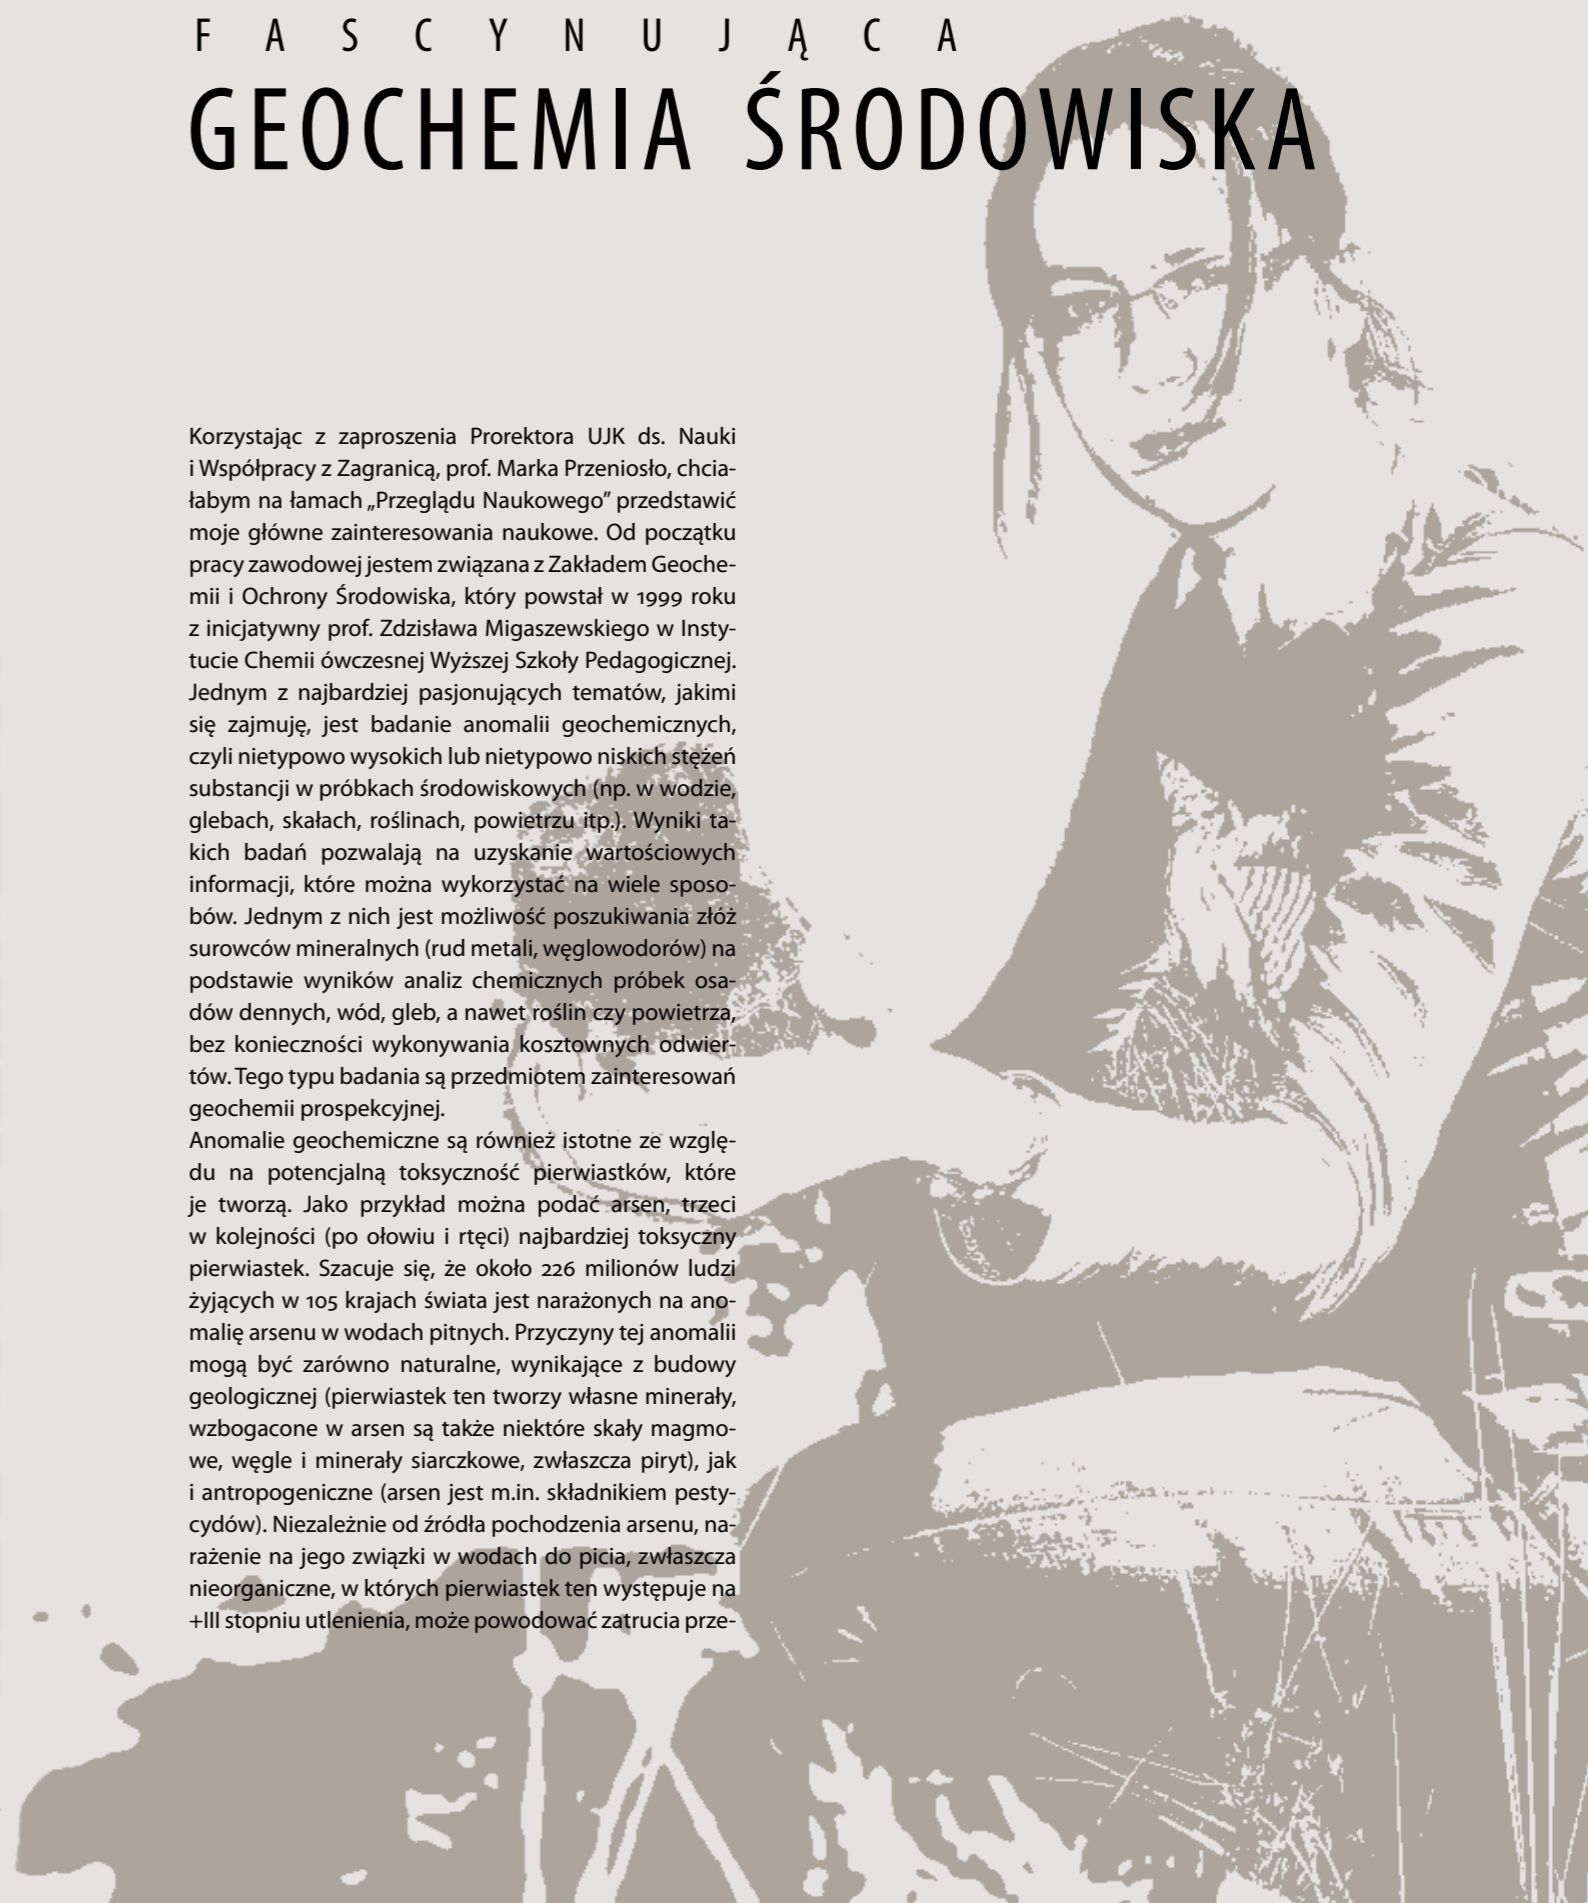 FASCYNUJĄCA
GEOCHEMIA ŚRODOWISKA
Korzystając z zaproszenia Prorektora UJK ds. Nauki
i Współpracy z Zagranicą, prof. Marka Przeniosło, chcia-
łabym na łamach „Przeglądu Naukowego” przedstawić
moje główne zainteresowania naukowe. Od początku
pracy zawodowej jestem związana z Zakładem Geoche-
mii i Ochrony Środowiska, który powstał w 1999 roku
z inicjatywny prof. Zdzisława Migaszewskiego w Insty-
tucie Chemii ówczesnej Wyższej Szkoły Pedagogicznej.
Jednym z najbardziej pasjonujących tematów, jakimi
się zajmuję, jest badanie anomalii geochemicznych,
czyli nietypowo wysokich lub nietypowo niskich stężeń
substancji w próbkach środowiskowych (np. w wodzie,
glebach, skałach, roślinach, powietrzu itp.). Wyniki ta-
kich badań pozwalają na uzyskanie wartościowych
informacji, które można wykorzystać na wiele sposo-
bów. Jednym z nich jest możliwość poszukiwania złóż
surowców mineralnych (rud metali, węglowodorów) na
podstawie wyników analiz chemicznych próbek osa-
dów dennych, wód, gleb, a nawet roślin czy powietrza,
bez konieczności wykonywania kosztownych odwier-
tów. Tego typu badania są przedmiotem zainteresowań
geochemii prospekcyjnej.
Anomalie geochemiczne są również istotne ze wzglę-
du na potencjalną toksyczność pierwiastków, które
je tworzą. Jako przykład można podać arsen, trzeci
w kolejności (po ołowiu i rtęci) najbardziej toksyczny
pierwiastek. Szacuje się, że około 226 milionów ludzi
żyjących w 105 krajach świata jest narażonych na ano-
malię arsenu w wodach pitnych. Przyczyny tej anomalii
mogą być zarówno naturalne, wynikające z budowy
geologicznej (pierwiastek ten tworzy własne minerały,
wzbogacone w arsen są także niektóre skały magmo-
we, węgle i minerały siarczkowe, zwłaszcza piryt), jak
i antropogeniczne (arsen jest m.in. składnikiem pesty-
cydów). Niezależnie od źródła pochodzenia arsenu, na-
rażenie na jego związki w wodach do picia, zwłaszcza
nieorganiczne, w których pierwiastek ten występuje na
+III stopniu utlenienia, może powodować zatrucia prze-